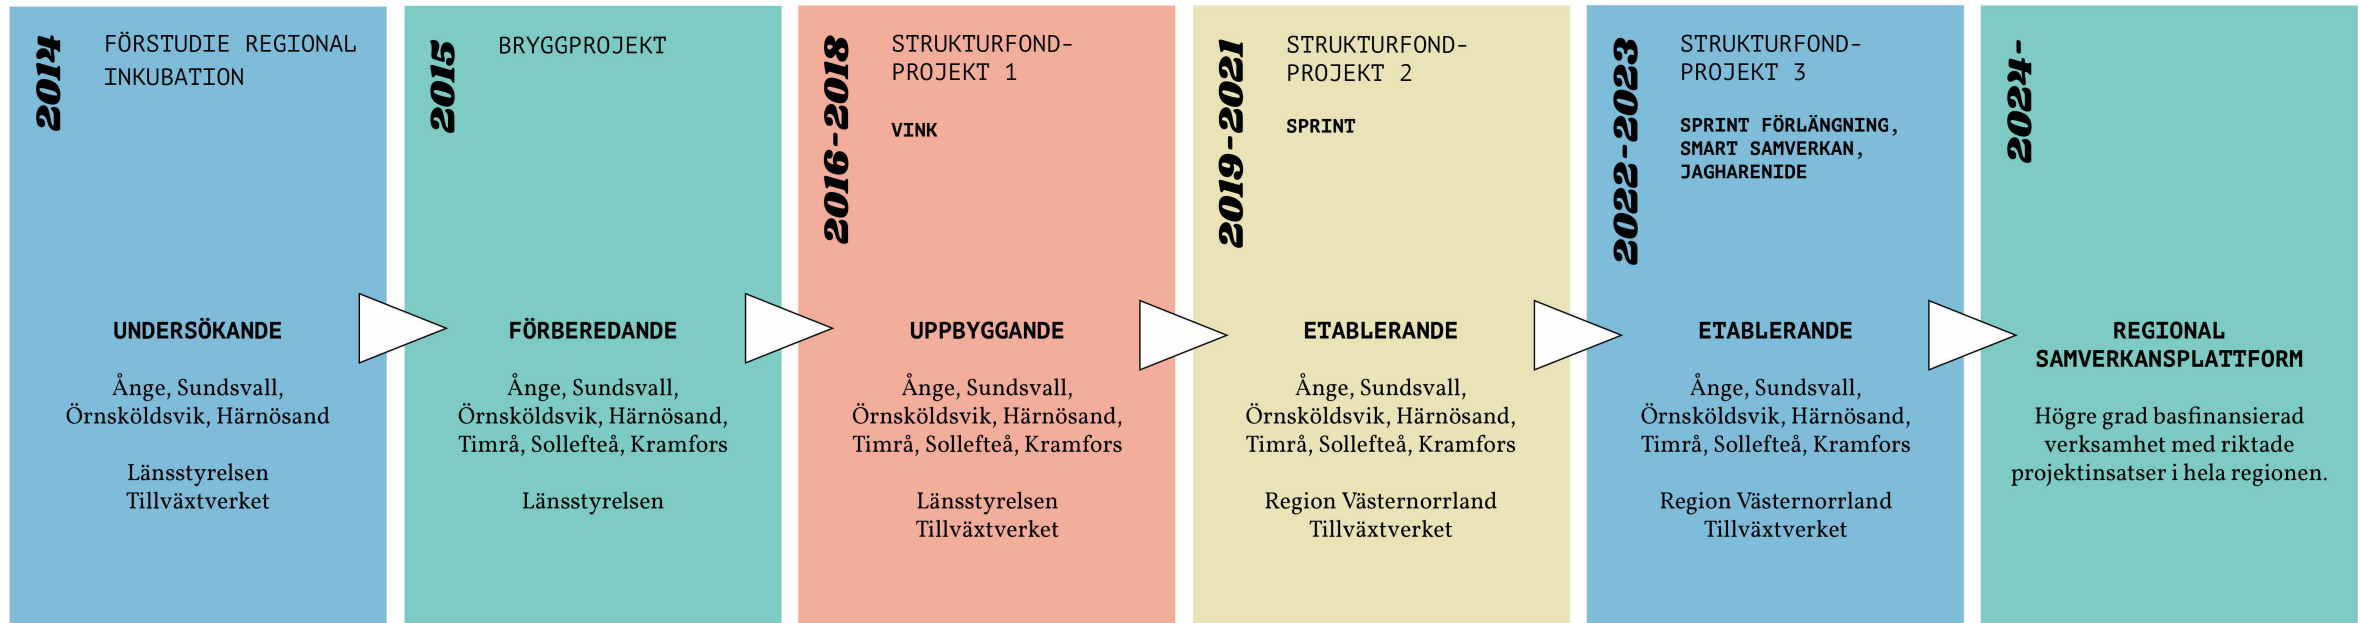 2014
FÖRSTUDIE REGIONAL
INKUBATION
UNDERSÖKANDE
Ånge, Sundsvall,
Örnsköldsvik, Härnösand
Länsstyrelsen
Tillväxtverket
2015
BRYGGPROJEKT
FÖRBEREDANDE
Ånge, Sundsvall,
Örnsköldsvik, Härnösand,
Timrå, Sollefteå, Kramfors
Länsstyrelsen
2016-2018
STRUKTURFOND-
PROJEKT 1
VINK
UPPBYGGANDE
Ånge, Sundsvall,
Örnsköldsvik, Härnösand,
Timrå, Sollefteå, Kramfors
Länsstyrelsen
Tillväxtverket
2019-2021
STRUKTURFOND-
PROJEKT 2
SPRINT
ETABLERANDE
Ånge, Sundsvall,
Örnsköldsvik, Härnösand,
Timrå, Sollefteå, Kramfors
Region Västernorrland
Tillväxtverket
2022-2023
STRUKTURFOND-
PROJEKT 3
SPRINT FÖRLÄNGNING,
SMART SAMVERKAN,
JAGHARENIDE
ETABLERANDE
Ånge, Sundsvall,
Örnsköldsvik, Härnösand,
Timrå, Sollefteå, Kramfors
Region Västernorrland
Tillväxtverket
2024-
REGIONAL
SAMVERKANSPLATTFORM
Högre grad basfinansierad
verksamhet med riktade
projektinsatser i hela regionen.